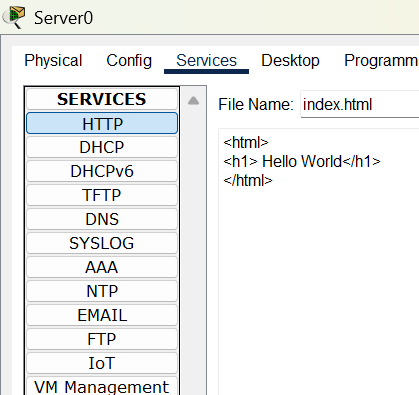 Server0
Physical Config Services Desktop Programm
SERVICES
HTTP
DHCP
DHCPv6
TFTP
DNS
SYSLOG
AAA
NTP
EMAIL
FTP
IoT
VM Management
File Name: index.html
<html>
<h1> Hello World</h1>
</html>